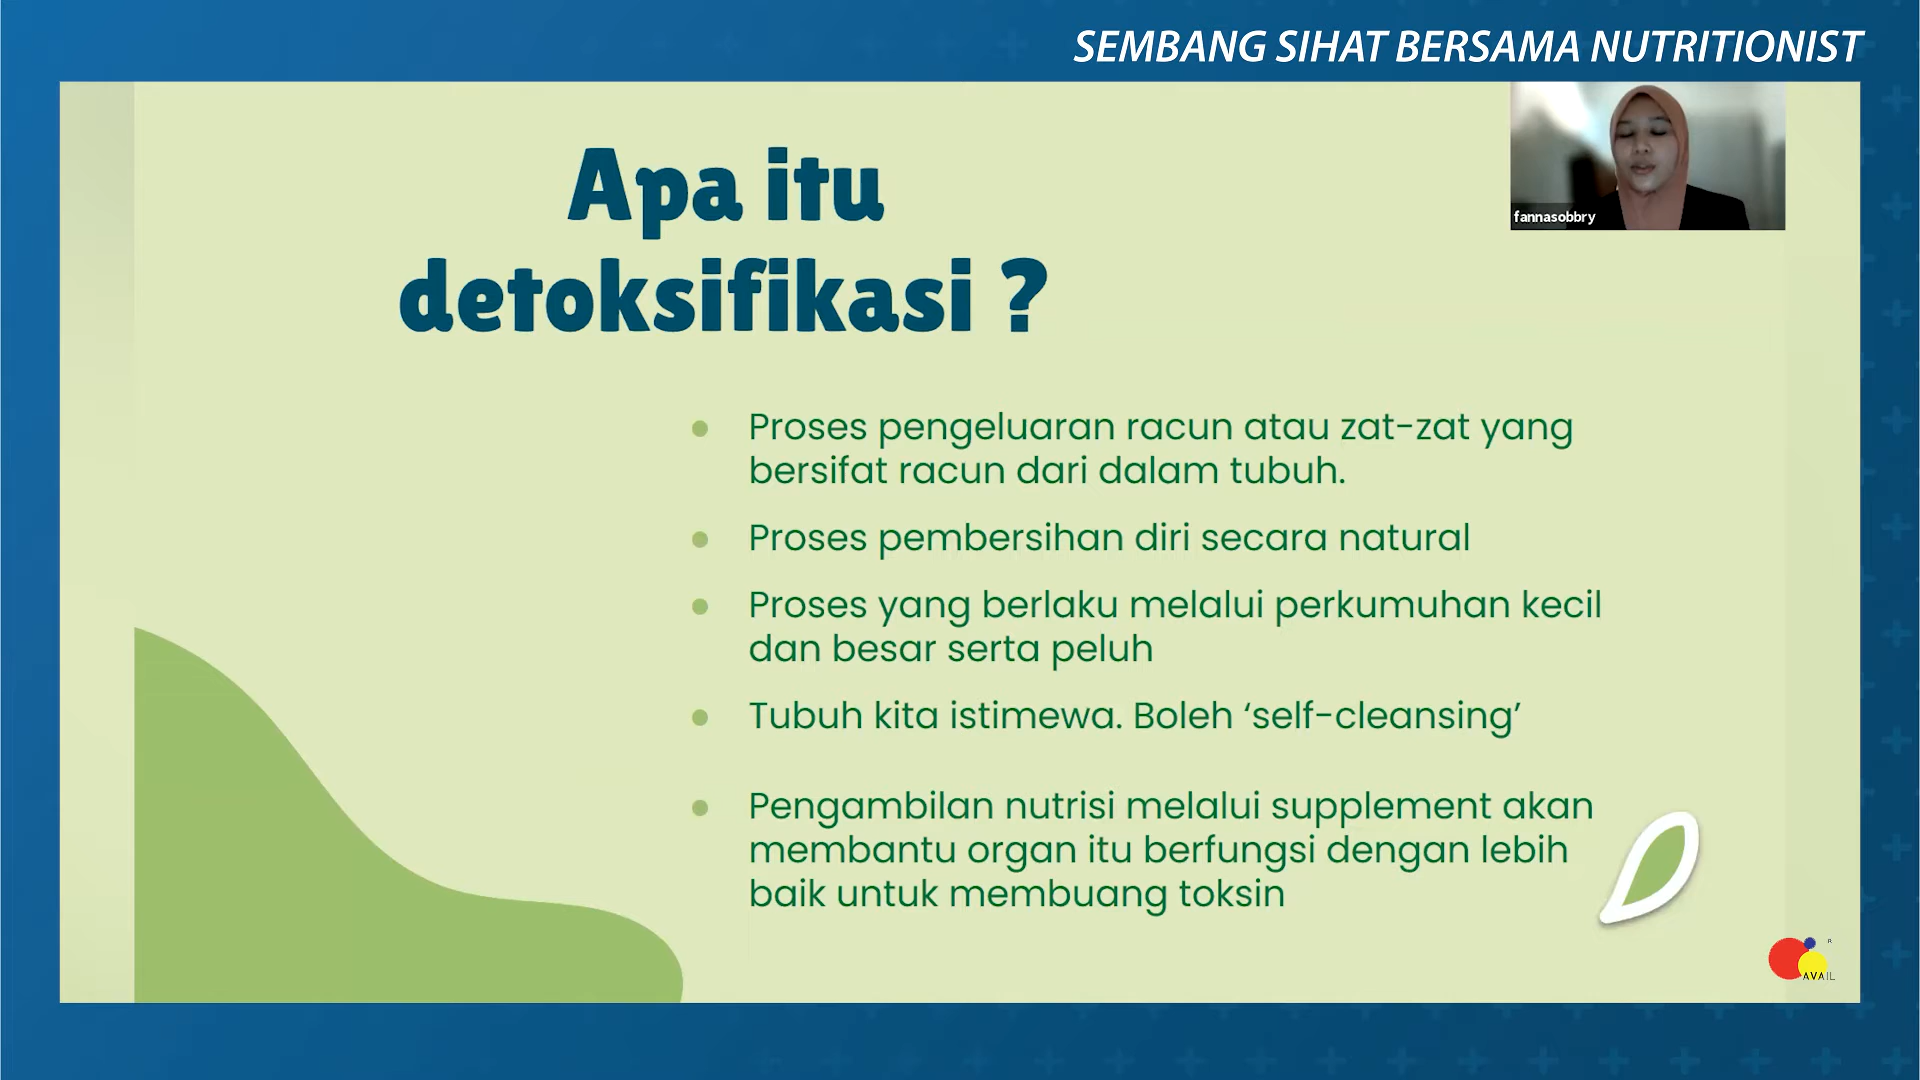 SEMBANG SIHAT BERSAMA NUTRITIONIST
fannasobbry
Apa itu
detoksifikasi ?
● Proses pengeluaran racun atau zat-zat yang
bersifat racun dari dalam tubuh.
● Proses pembersihan diri secara natural
● Proses yang berlaku melalui perkumuhan kecil
dan besar serta peluh
● Tubuh kita istimewa. Boleh ‘self-cleansing’
● Pengambilan nutrisi melalui supplement akan
membantu organ itu berfungsi dengan lebih
baik untuk membuang toksin
R
AVAIL